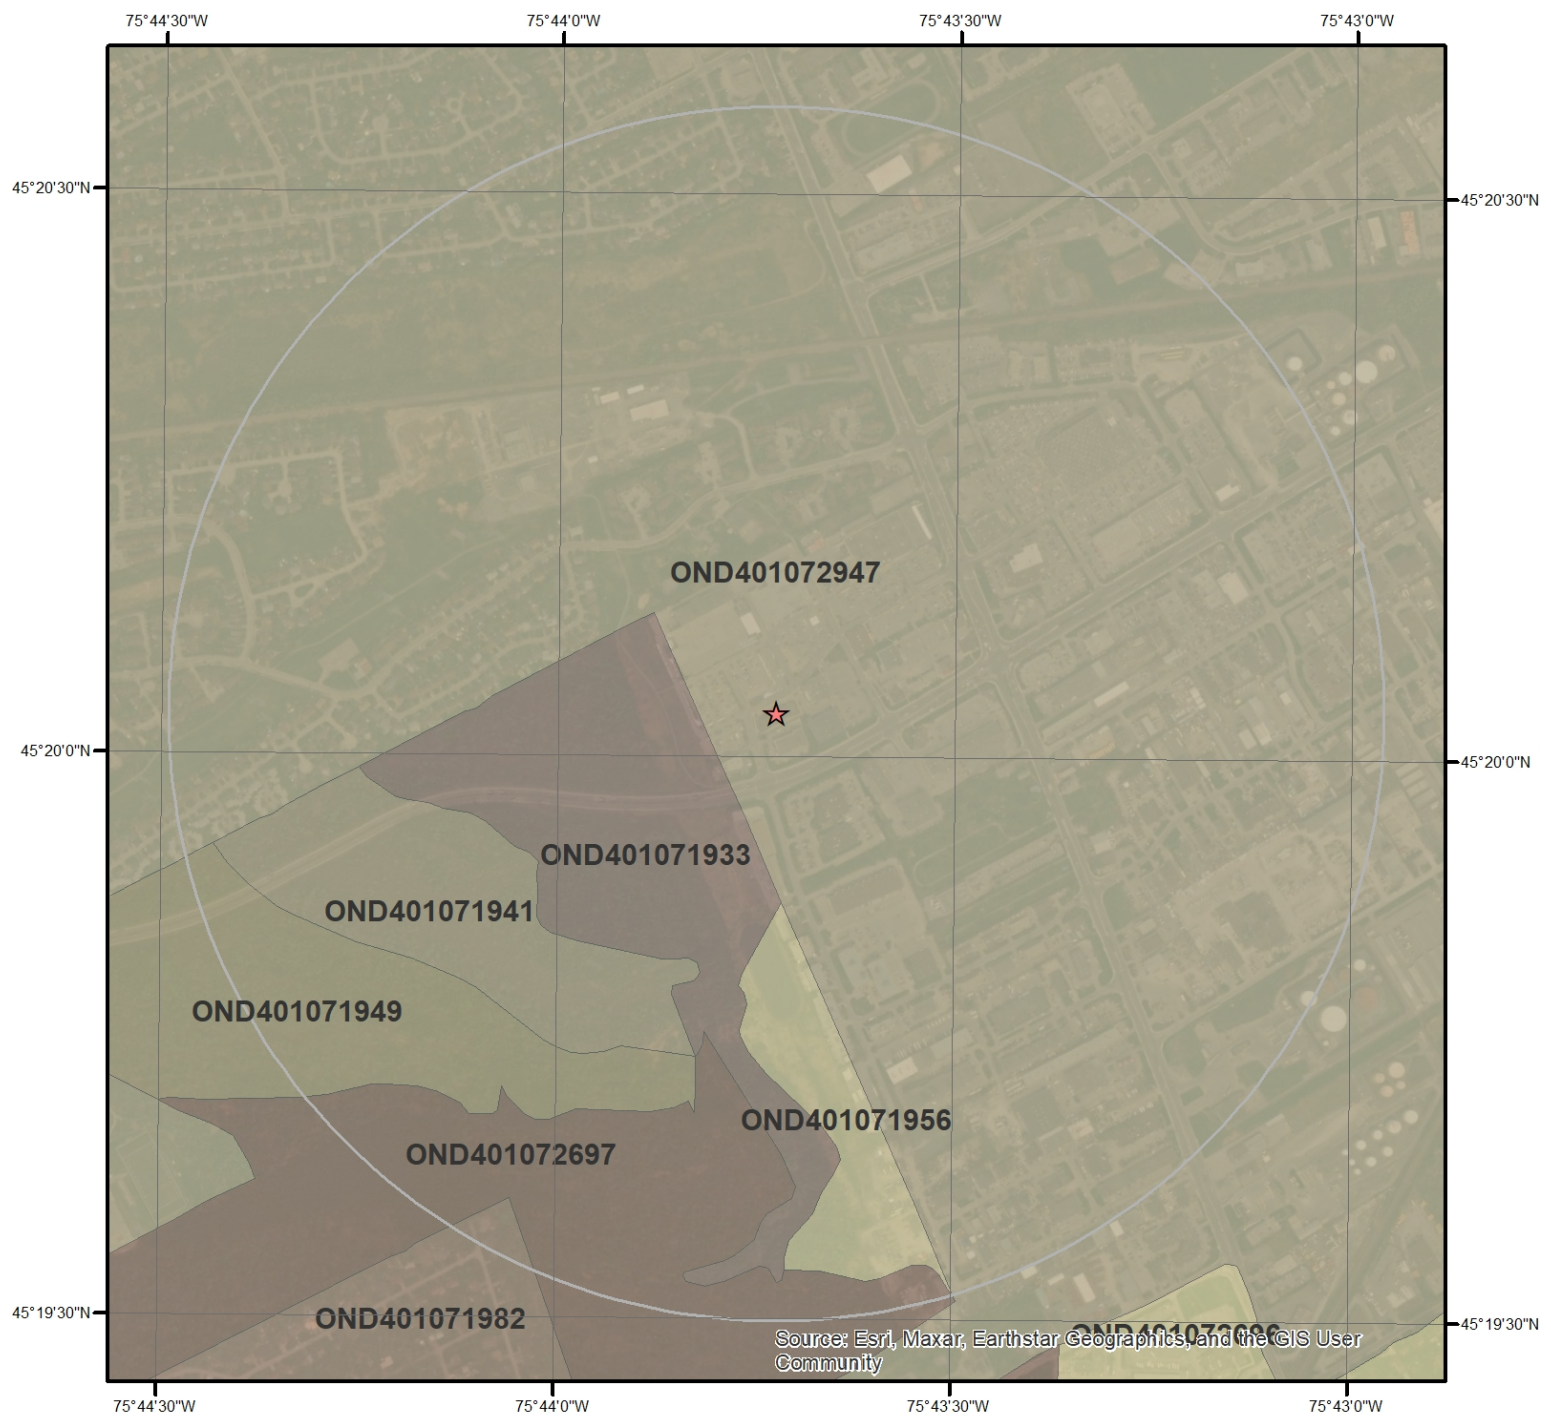 75°44'30"W 75°44'0"W 75°43'30"W 75°43'0"W
45°20'30"N 45°20'30"N
OND401072947
45°20'0"N 45°20'0"N
OND401071933
OND401071941
OND401071949
OND401071956
OND401072697
45°19'30"N OND401071982 45°19'30"N
Source: Esri, Maxar, Earthstar Geographics, and the GIS User
Community
75°44'30"W 75°44'0"W 75°43'30"W 75°43'0"W